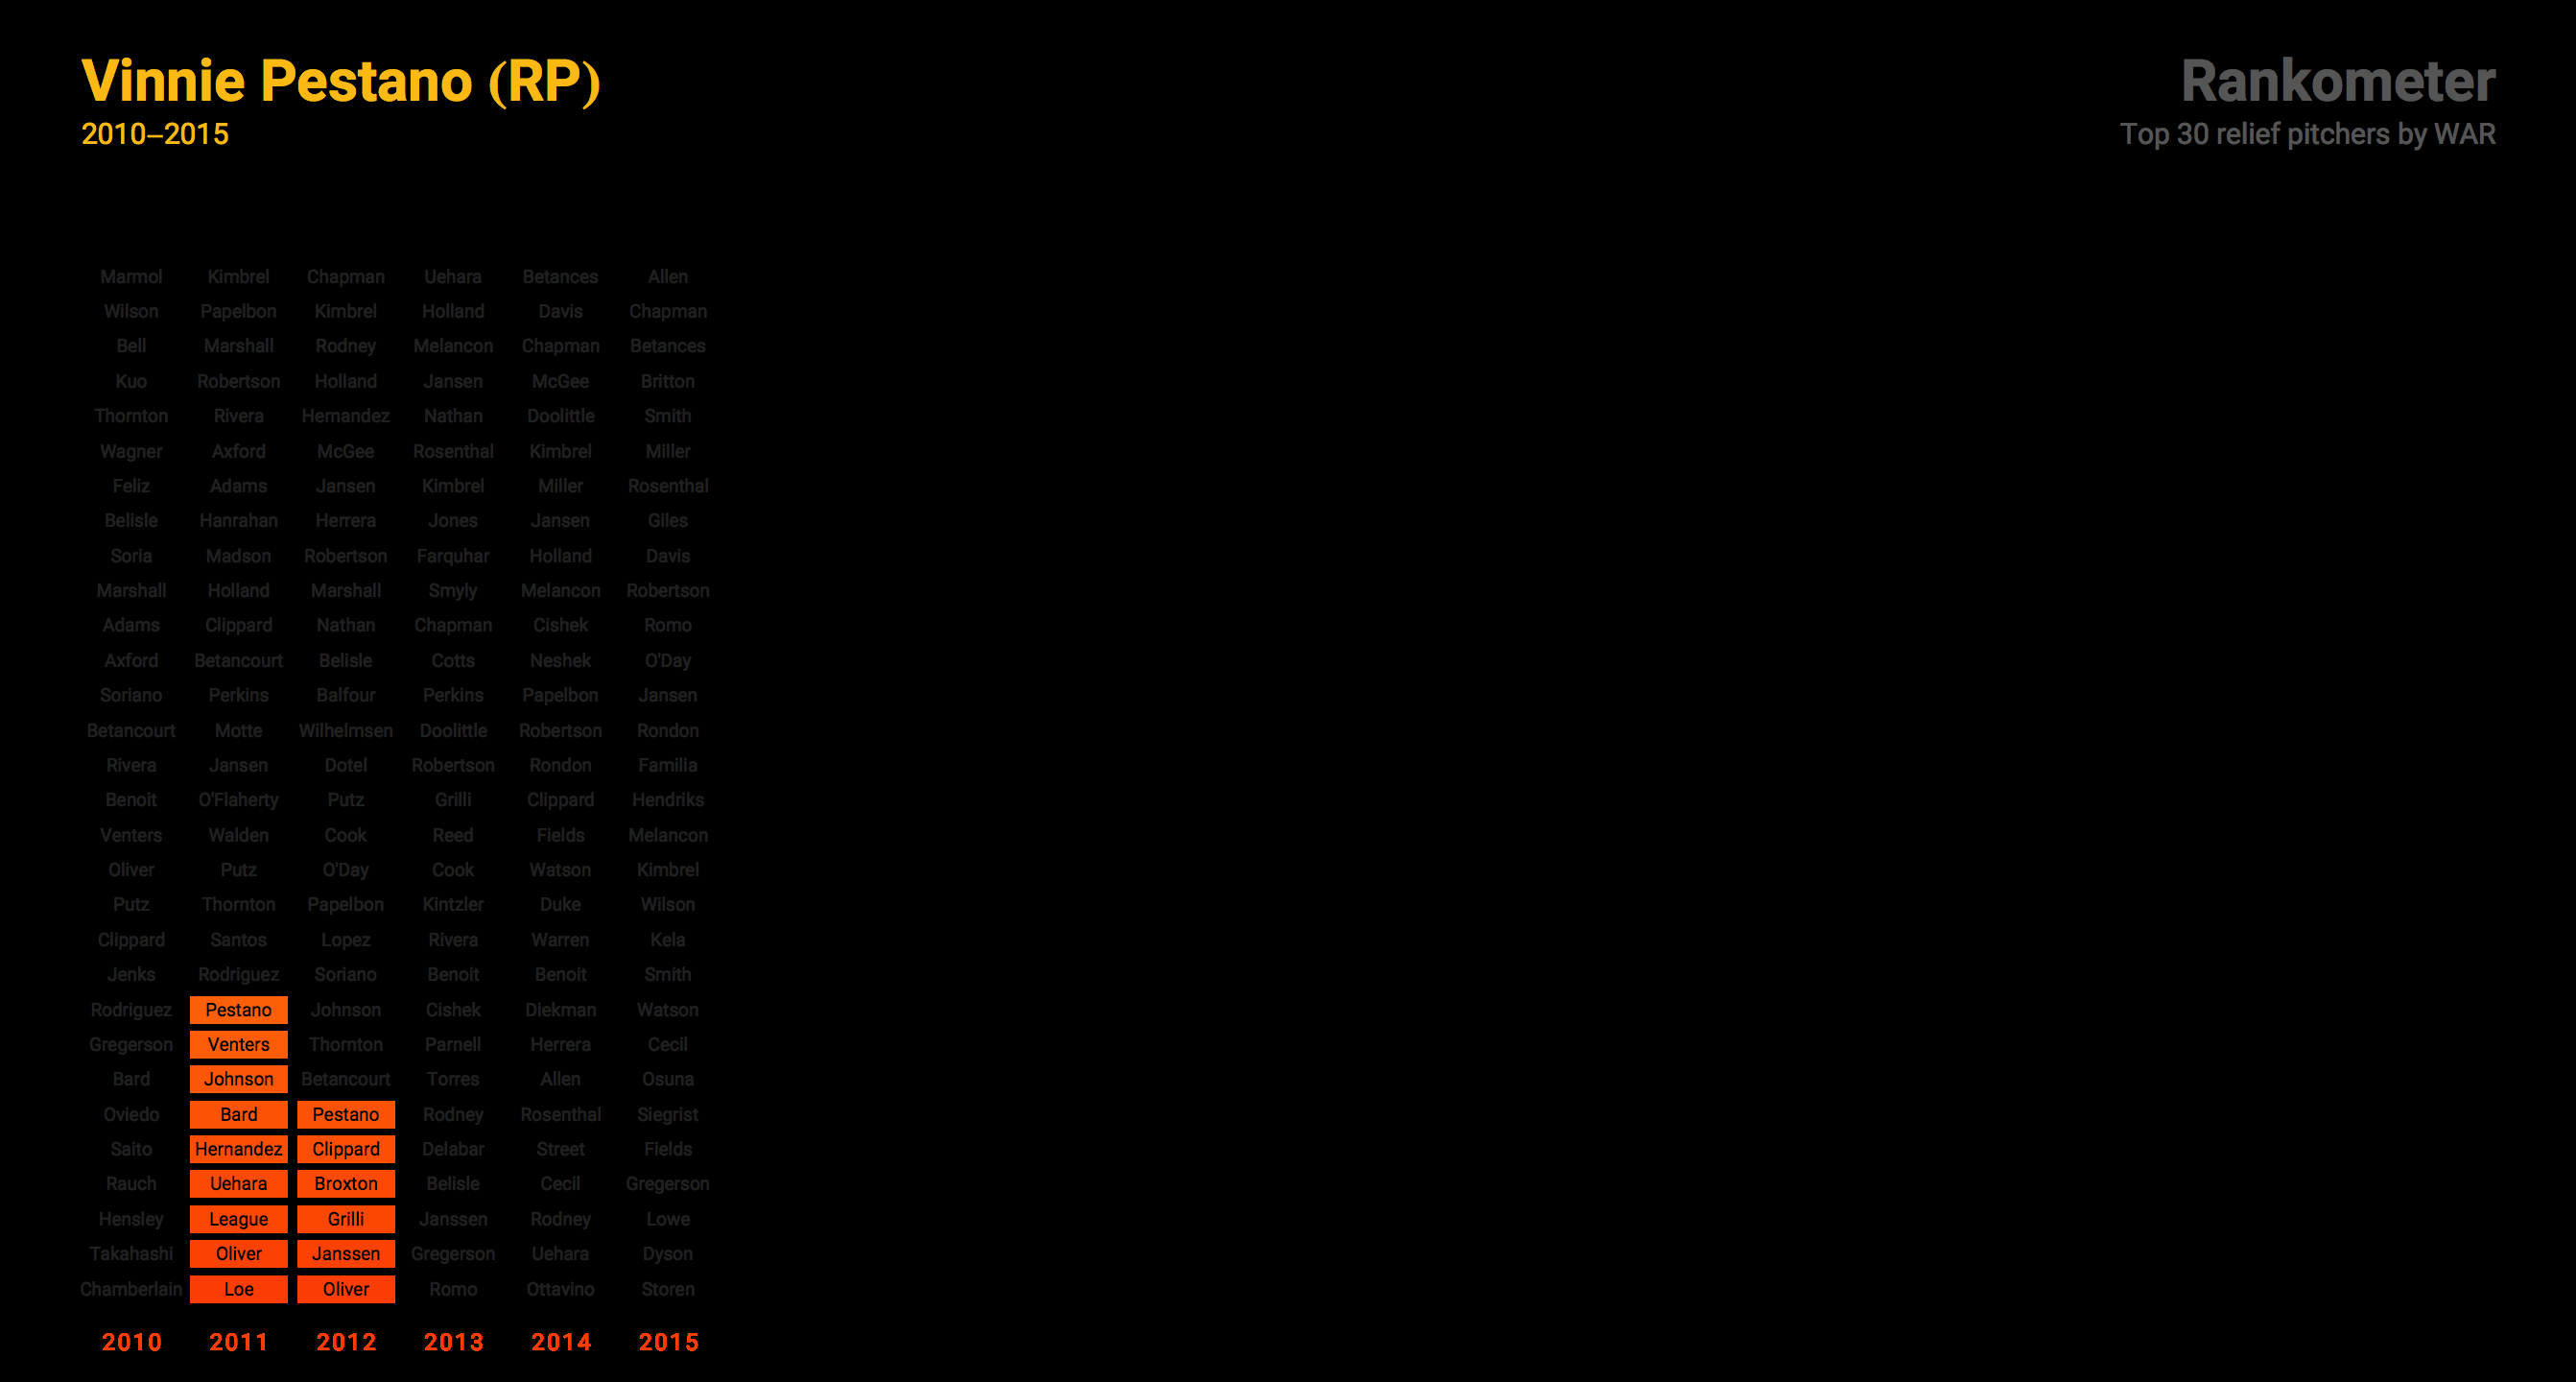 Vinnie Pestano (RP)
2010–2015
Rankometer
Top 30 relief pitchers by WAR
Marmol Kimbrel Chapman Uehara Betances Allen
Wilson Papelbon Kimbrel Holland Davis Chapman
Bell Marshall Rodney Melancon Chapman Betances
Kuo Robertson Holland Jansen McGee Britton
Thornton Rivera Hernandez Nathan Doolittle Smith
Wagner Axford McGee Rosenthal Kimbrel Miller
Feliz Adams Jansen Kimbrel Miller Rosenthal
Belisle Hanrahan Herrera Jones Jansen Giles
Soria Madson Robertson Farquhar Holland Davis
Marshall Holland Marshall Smyly Melancon Robertson
Adams Clippard Nathan Chapman Cishek Romo
Axford Betancourt Belisle Cotts Neshek O'Day
Soriano Perkins Balfour Perkins Papelbon Jansen
Betancourt Motte Wilhelmsen Doolittle Robertson Rondon
Rivera Jansen Dotel Robertson Rondon Familia
Benoit O'Flaherty Putz Grilli Clippard Hendriks
Venters Walden Cook Reed Fields Melancon
Oliver Putz O'Day Cook Watson Kimbrel
Putz Thornton Papelbon Kintzler Duke Wilson
Clippard Santos Lopez Rivera Warren Kela
Jenks Rodriguez Soriano Benoit Benoit Smith
Rodriguez Pestano Johnson Cishek Diekman Watson
Gregerson Venters Thornton Parnell Herrera Cecil
Bard Johnson Betancourt Torres Allen Osuna
Oviedo Bard Pestano Rodney Rosenthal Siegrist
Saito Hernandez Clippard Delabar Street Fields
Rauch Uehara Broxton Belisle Cecil Gregerson
Hensley League Grilli Janssen Rodney Lowe
Takahashi Oliver Janssen Gregerson Uehara Dyson
Chamberlain Loe Oliver Romo Ottavino Storen
2010 2011 2012 2013 2014 2015